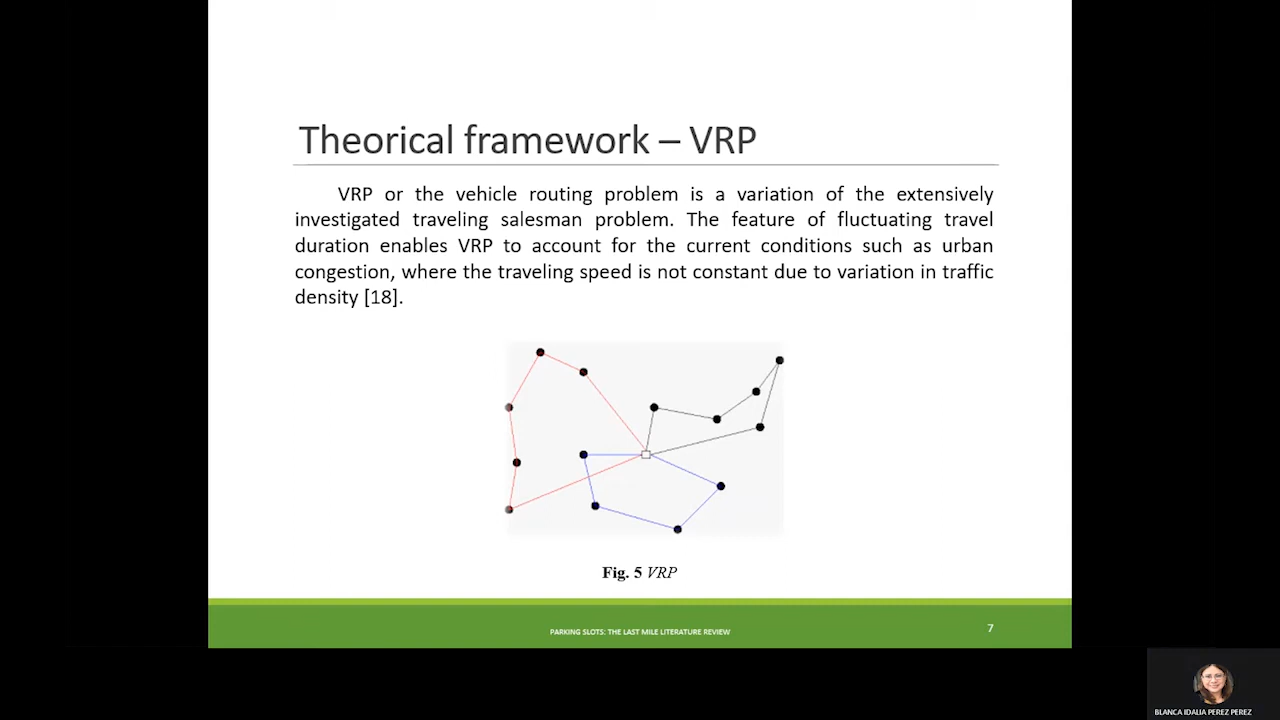 Theorical framework – VRP
VRP or the vehicle routing problem is a variation of the extensively
investigated traveling salesman problem. The feature of fluctuating travel
duration enables VRP to account for the current conditions such as urban
congestion, where the traveling speed is not constant due to variation in traffic
density [18].
Fig. 5 VRP
PARKING SLOTS: THE LAST MILE LITERATURE REVIEW
7
BLANCA IDALIA PEREZ PEREZ